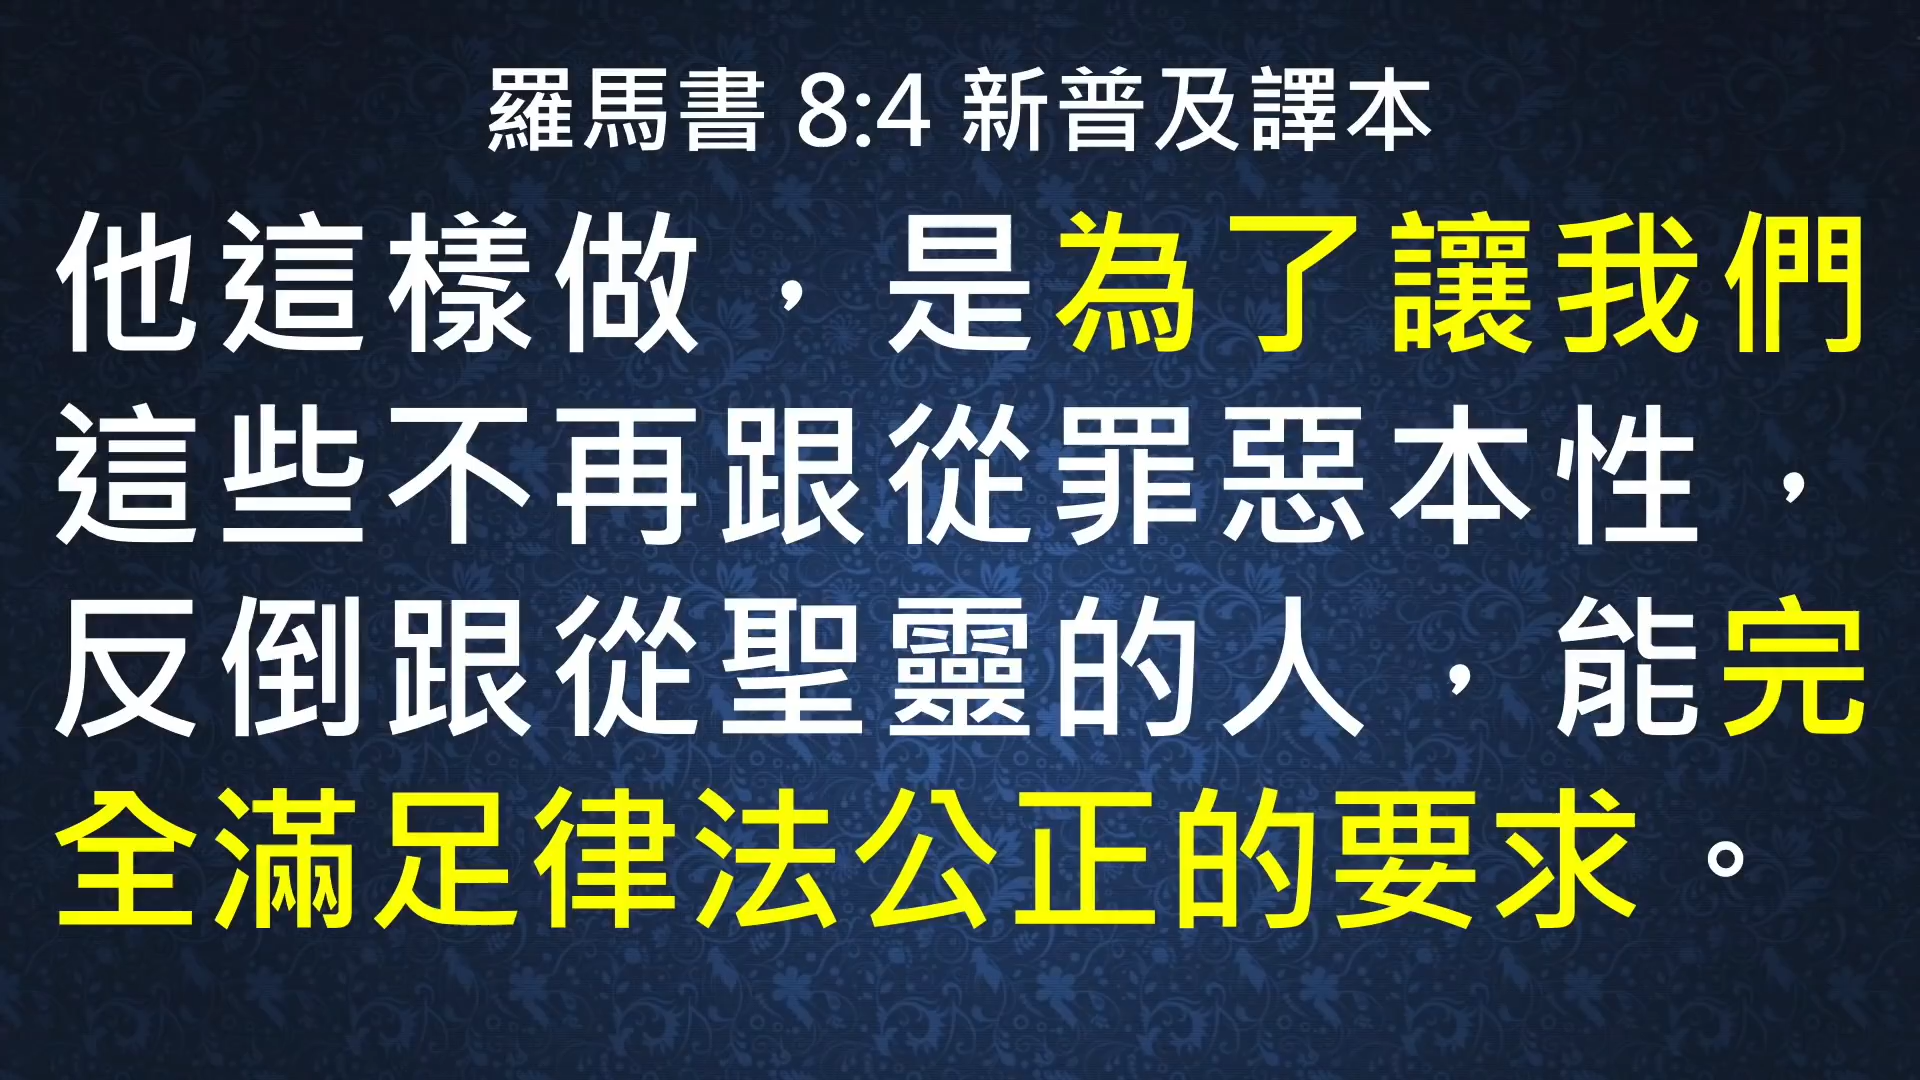 羅馬書 8:4 新普及譯本
他這樣做，是為了讓我們
這些不再跟從罪惡本性，
反倒跟從聖靈的人，能完
全滿足律法公正的要求。